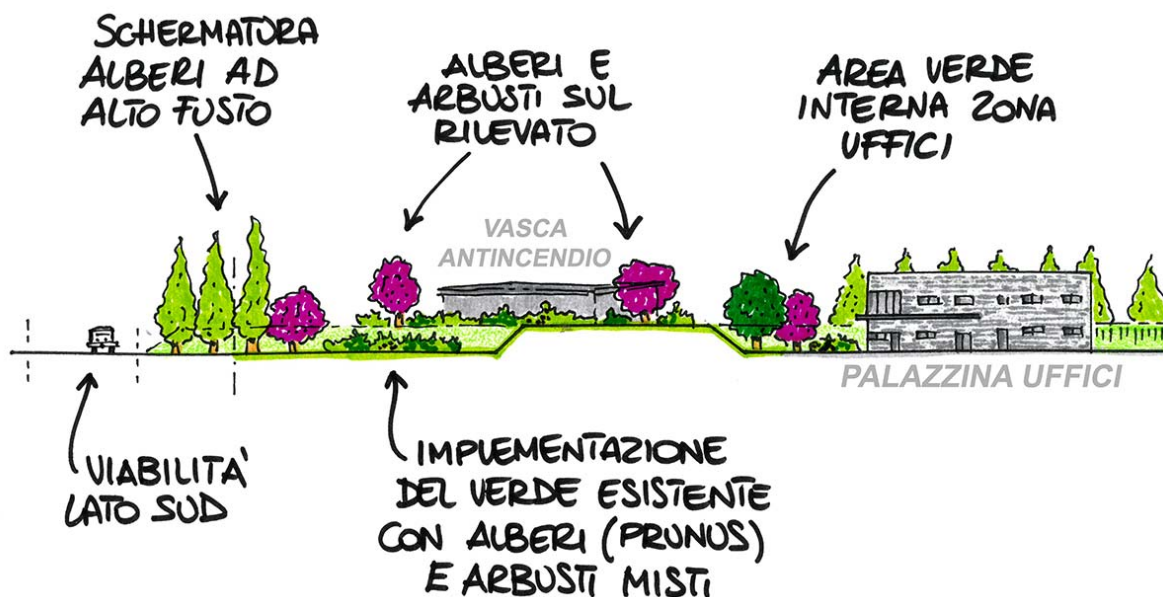 SCHERMATURA
ALBERI AD
ALTO FUSTO
ALBERI E
ARBUSTI SUL
RILEVATO
AREA VERDE
INTERNA ZONA
UFFICI
VASCA
ANTINCENDIO
PALAZZINA UFFICI
VIABILITA'
LATO SUD
IMPLEMENTAZIONE
DEL VERDE ESISTENTE
CON ALBERI (PRUNUS)
E ARBUSTI MISTI